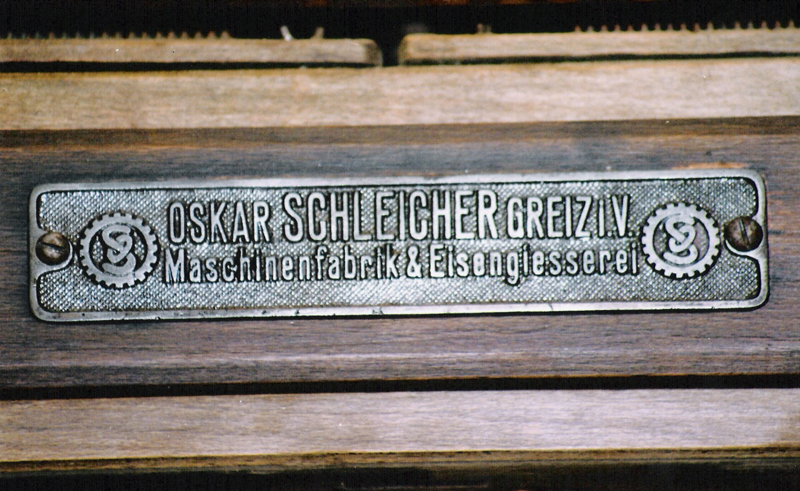 OSKAR SCHLEICHER GREIZ I.V.
Maschinenfabrik & Eisengiesserei